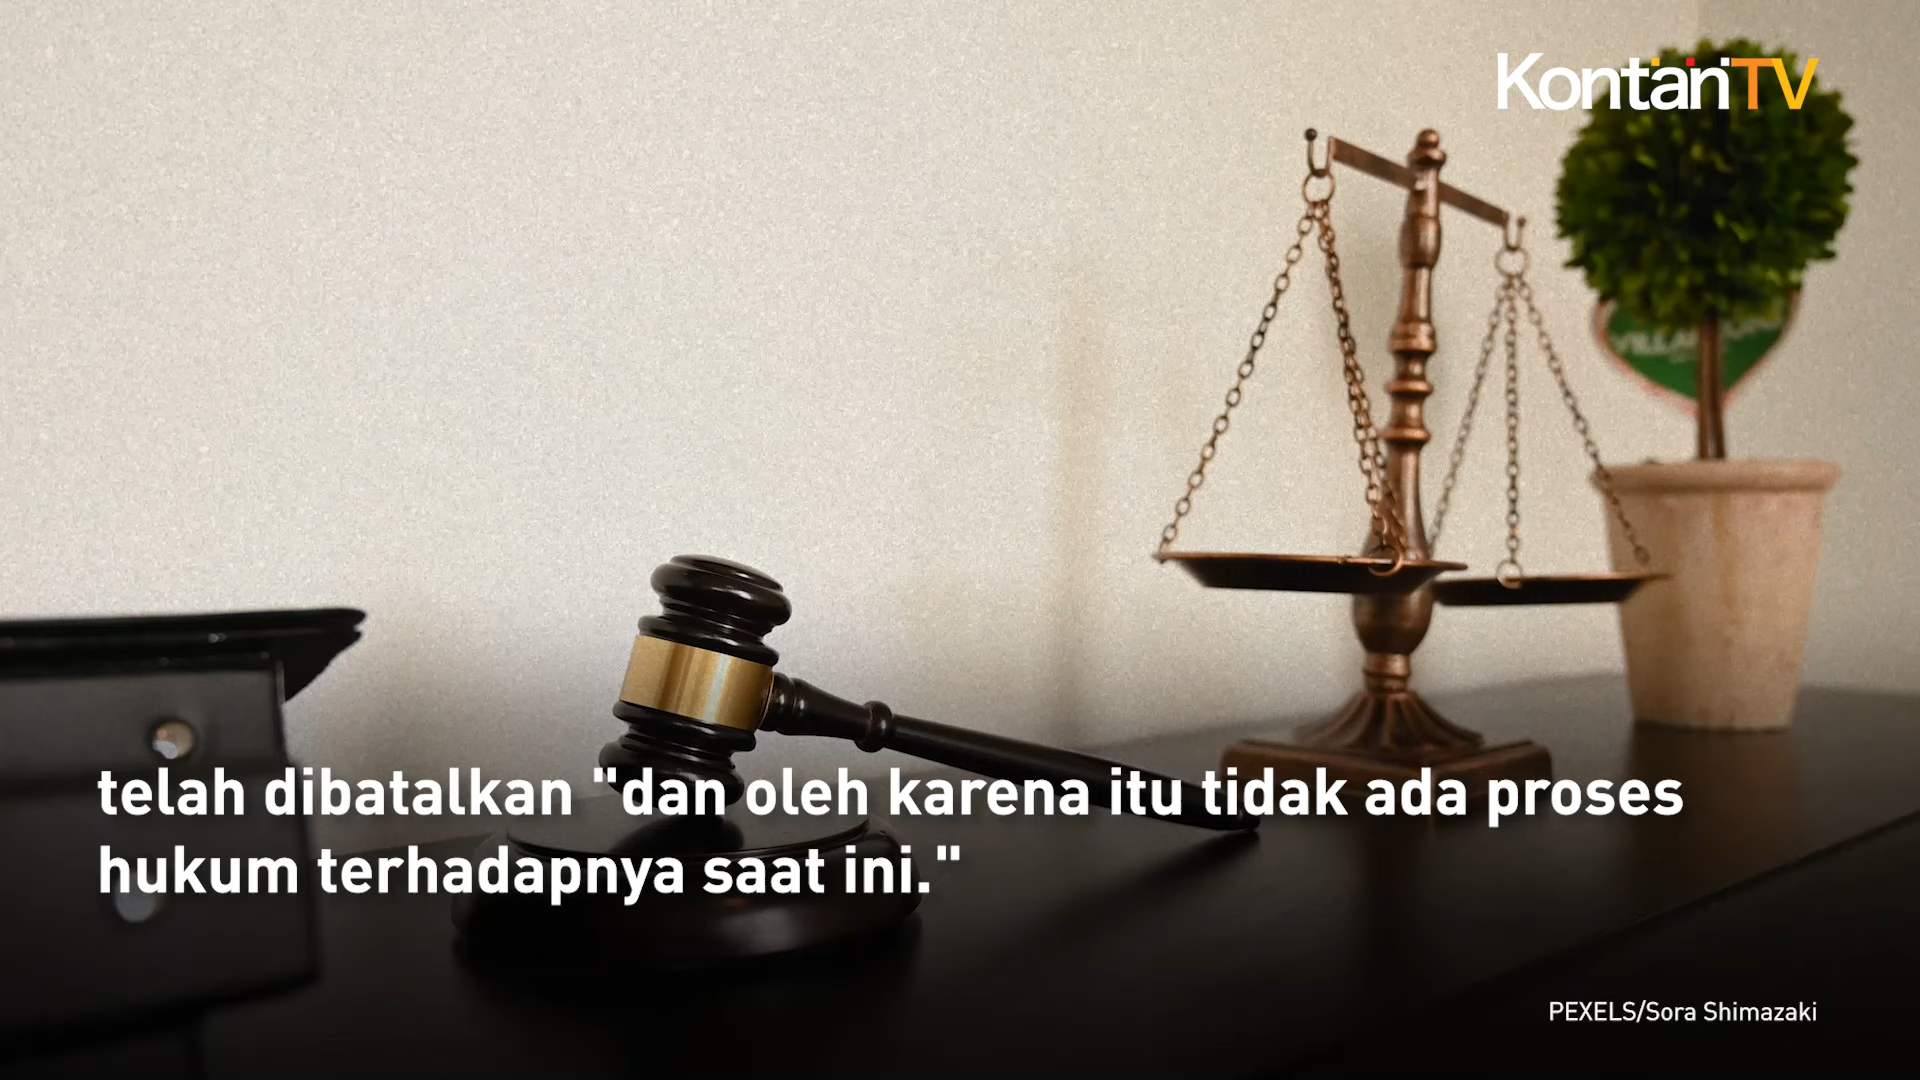 KontanTV
telah dibatalkan "dan oleh karena itu tidak ada proses
hukum terhadapnya saat ini."
PEXELS/Sora Shimazaki